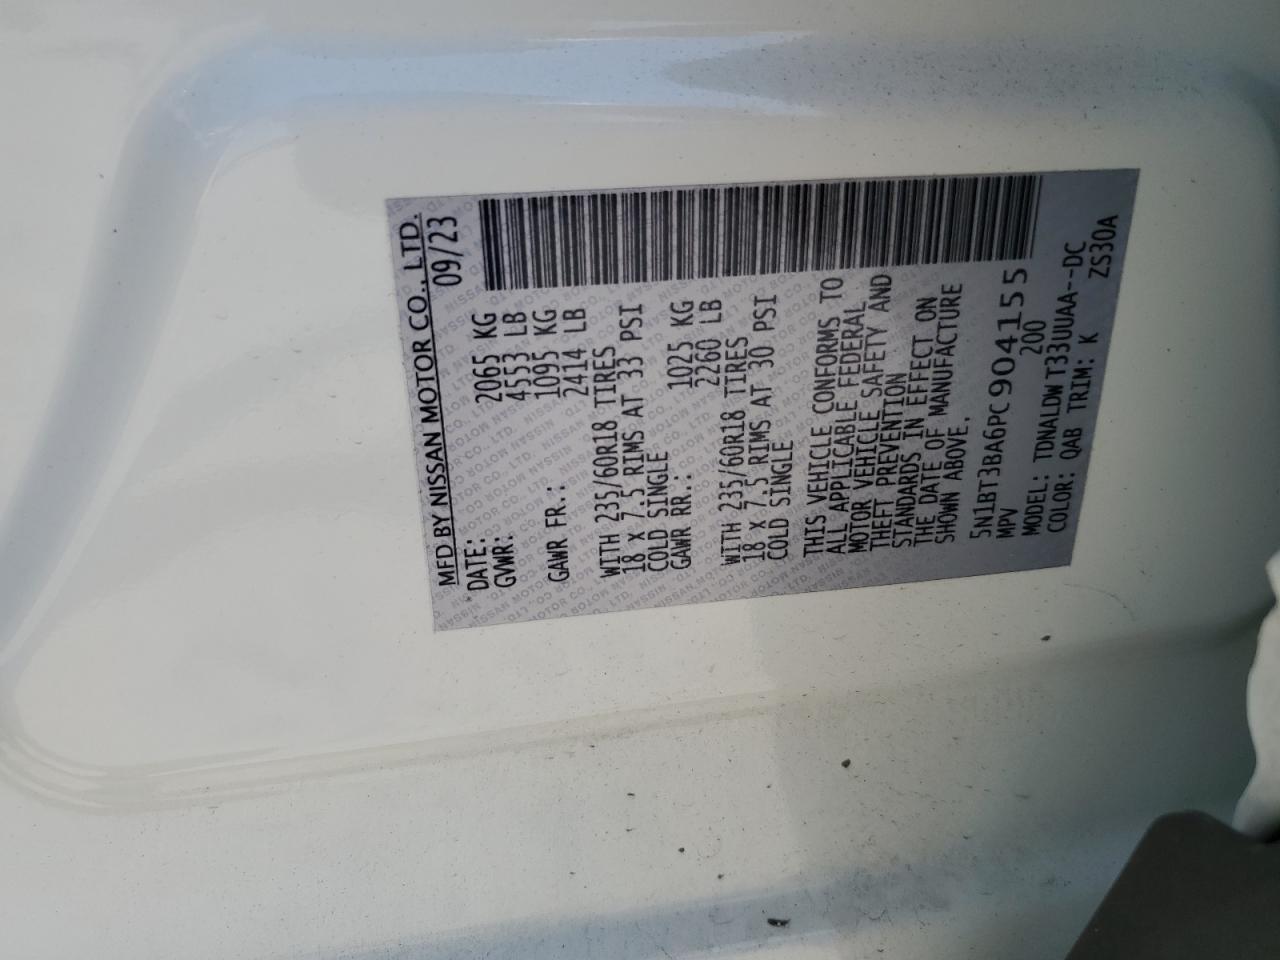 MFD BY NISSAN MOTOR CO., LTD.
DATE: 09/23
GVWR: 2065 KG
4553 LB
GAWR FR.: 1095 KG
2414 LB
WITH 235/60R18 TIRES
18 X 7.5 RIMS AT 33 PSI
COLD SINGLE
GAWR RR.: 1025 KG
2260 LB
WITH 235/60R18 TIRES
18 X 7.5 RIMS AT 30 PSI
COLD SINGLE
THIS VEHICLE CONFORMS TO
ALL APPLICABLE FEDERAL
MOTOR VEHICLE SAFETY AND
THEFT PREVENTION
STANDARDS IN EFFECT ON
THE DATE OF MANUFACTURE
SHOWN ABOVE.
5N1BT3BA6PC904155
MPV 200
MODEL: TDNALDW T33UUAA--DC
COLOR: QAB TRIM: K ZS30A